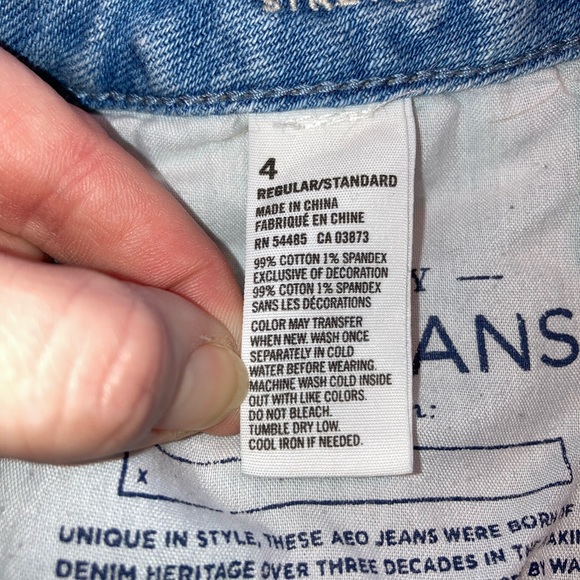 4
REGULAR/STANDARD
MADE IN CHINA
FABRIQUÉ EN CHINE
RN 54485 CA 03873
99% COTTON 1% SPANDEX
EXCLUSIVE OF DECORATION
99% COTTON 1% SPANDEX
SANS LES DÉCORATIONS
COLOR MAY TRANSFER
WHEN NEW. WASH ONCE
SEPARATELY IN COLD
WATER BEFORE WEARING.
MACHINE WASH COLD INSIDE
OUT WITH LIKE COLORS.
DO NOT BLEACH.
TUMBLE DRY LOW.
COOL IRON IF NEEDED.
Y —
ANS
x
UNIQUE IN STYLE, THESE AEO JEANS WERE BORN OF
DENIM HERITAGE OVER THREE DECADES IN THE